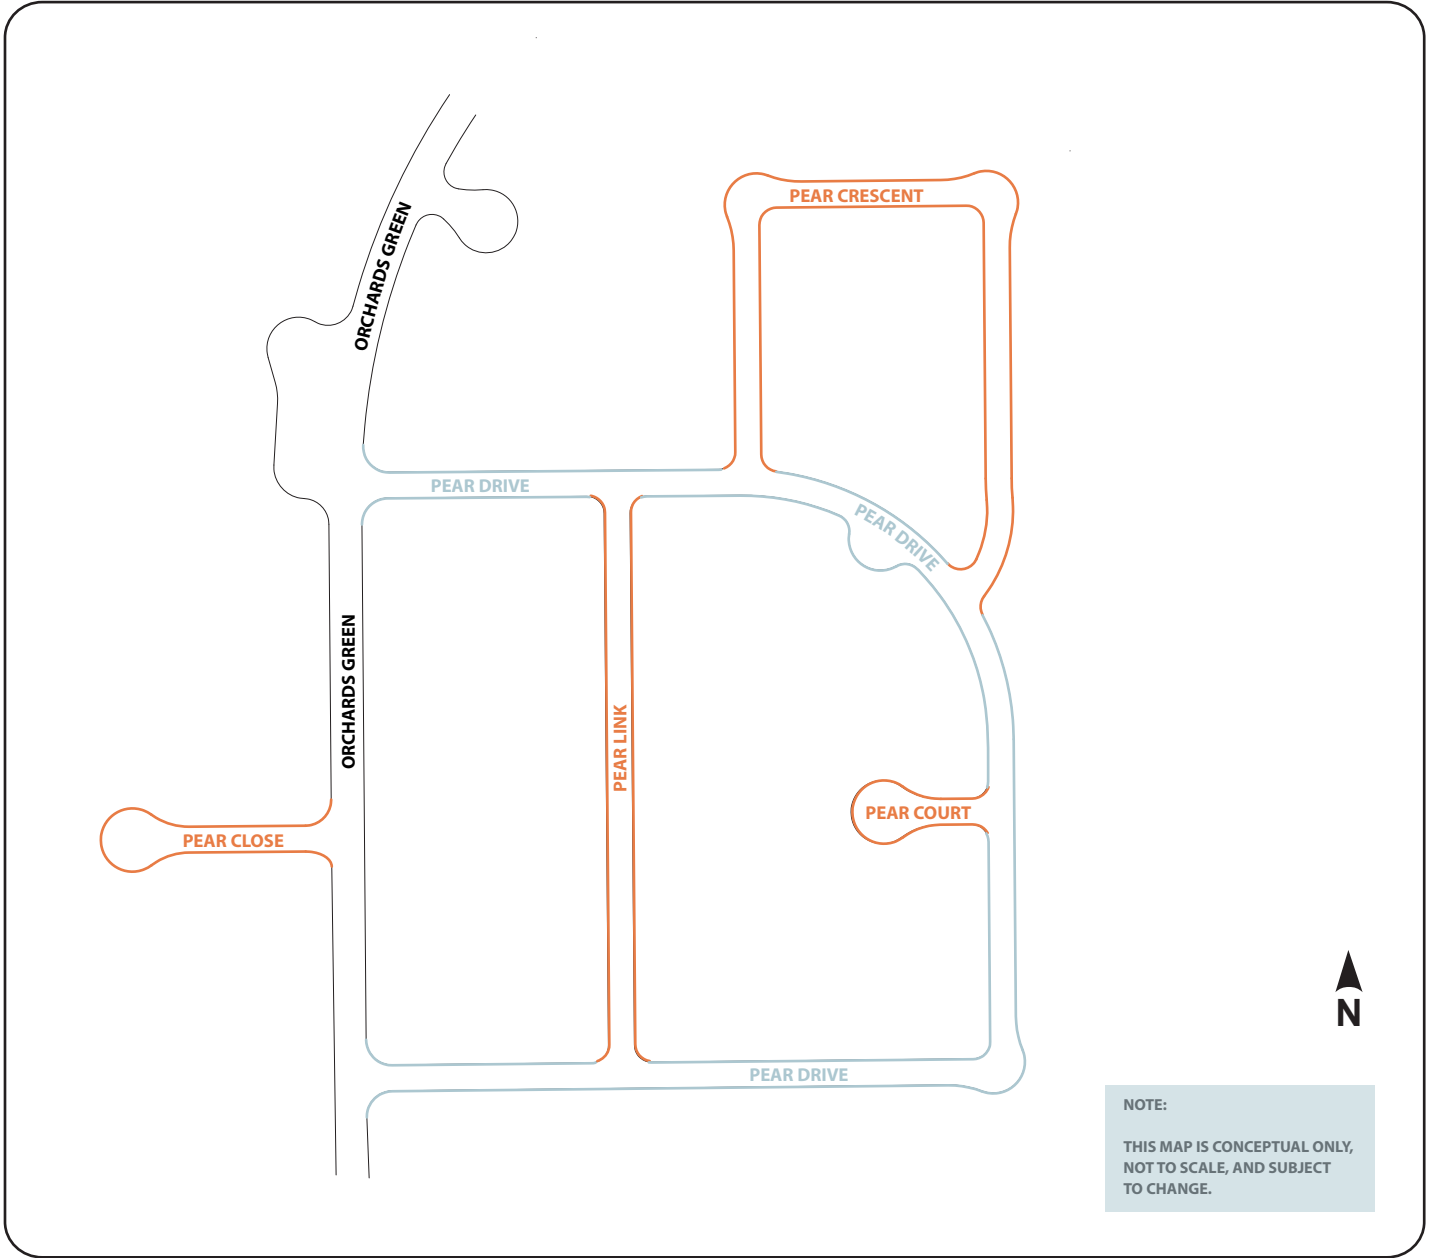 PEAR CRESCENT
ORCHARDS GREEN
PEAR DRIVE
PEAR DRIVE
ORCHARDS GREEN
PEAR LINK
PEAR COURT
PEAR CLOSE
N
PEAR DRIVE
NOTE:
THIS MAP IS CONCEPTUAL ONLY,
NOT TO SCALE, AND SUBJECT
TO CHANGE.